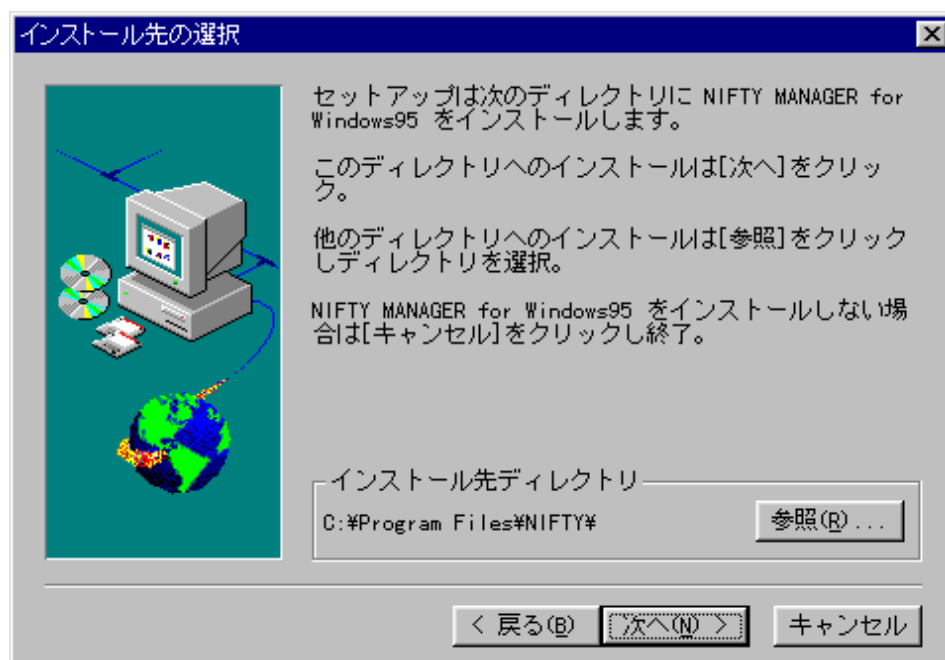 インストール先の選択
セットアップは次のディレクトリに NIFTY MANAGER for
Windows95 をインストールします。
このディレクトリへのインストールは[次へ]をクリッ
ク。
他のディレクトリへのインストールは[参照]をクリック
しディレクトリを選択。
NIFTY MANAGER for Windows95 をインストールしない場
合は[キャンセル]をクリックし終了。
インストール先ディレクトリ
C:¥Program Files¥NIFTY¥
参照(R)...
< 戻る(B)
次へ(N) >
キャンセル